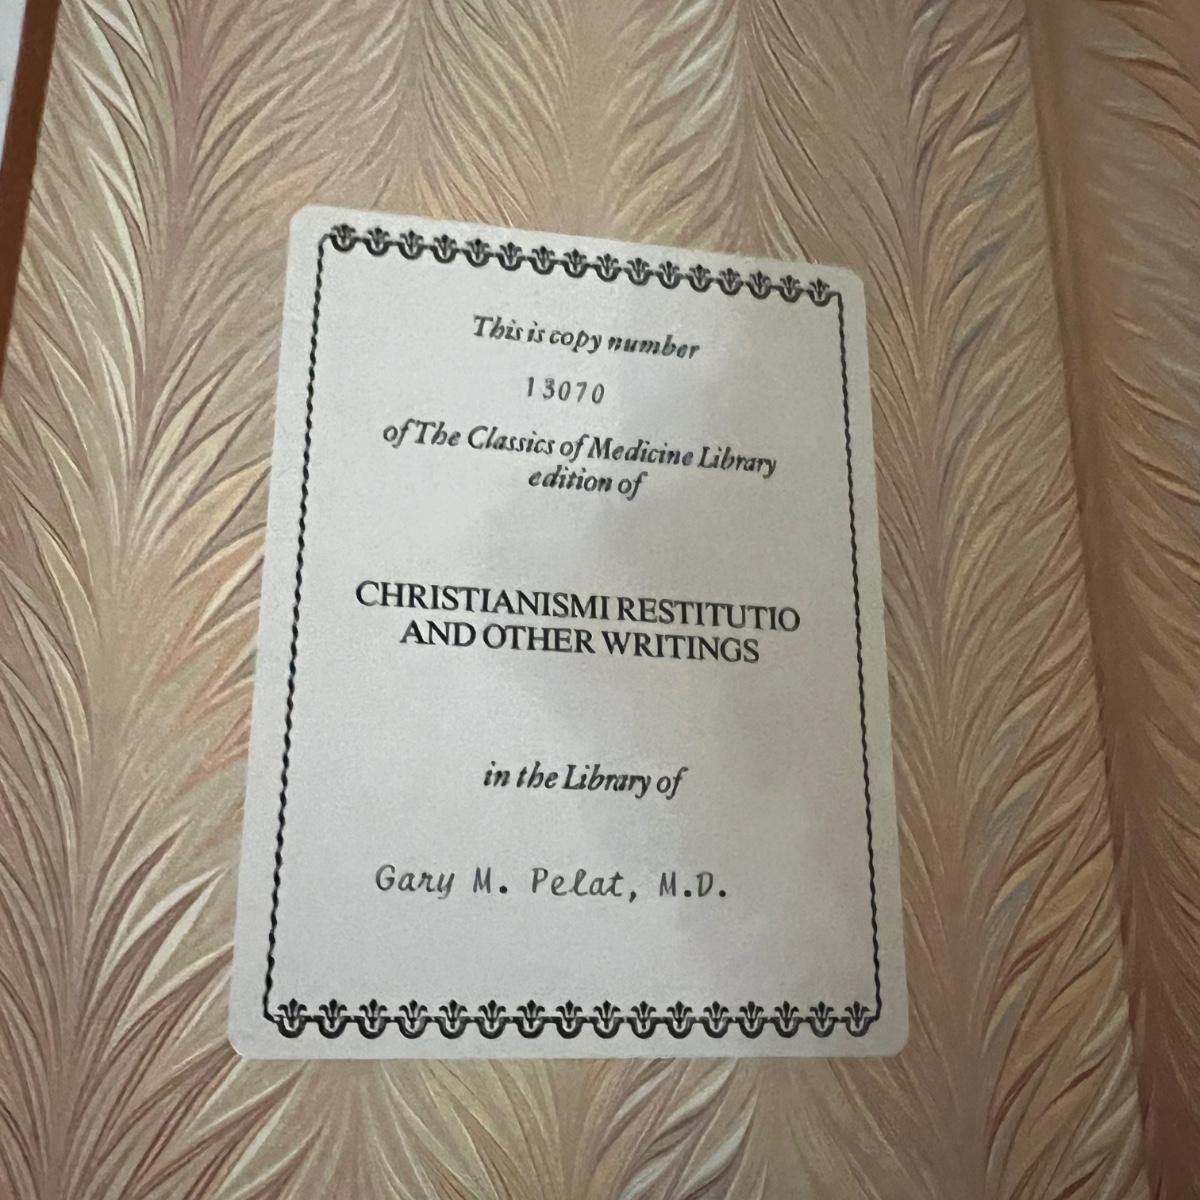 This is copy number
13070
of The Classics of Medicine Library
edition of
CHRISTIANISMI RESTITUTIO
AND OTHER WRITINGS
in the Library of
Gary M. Pelat, M.D.